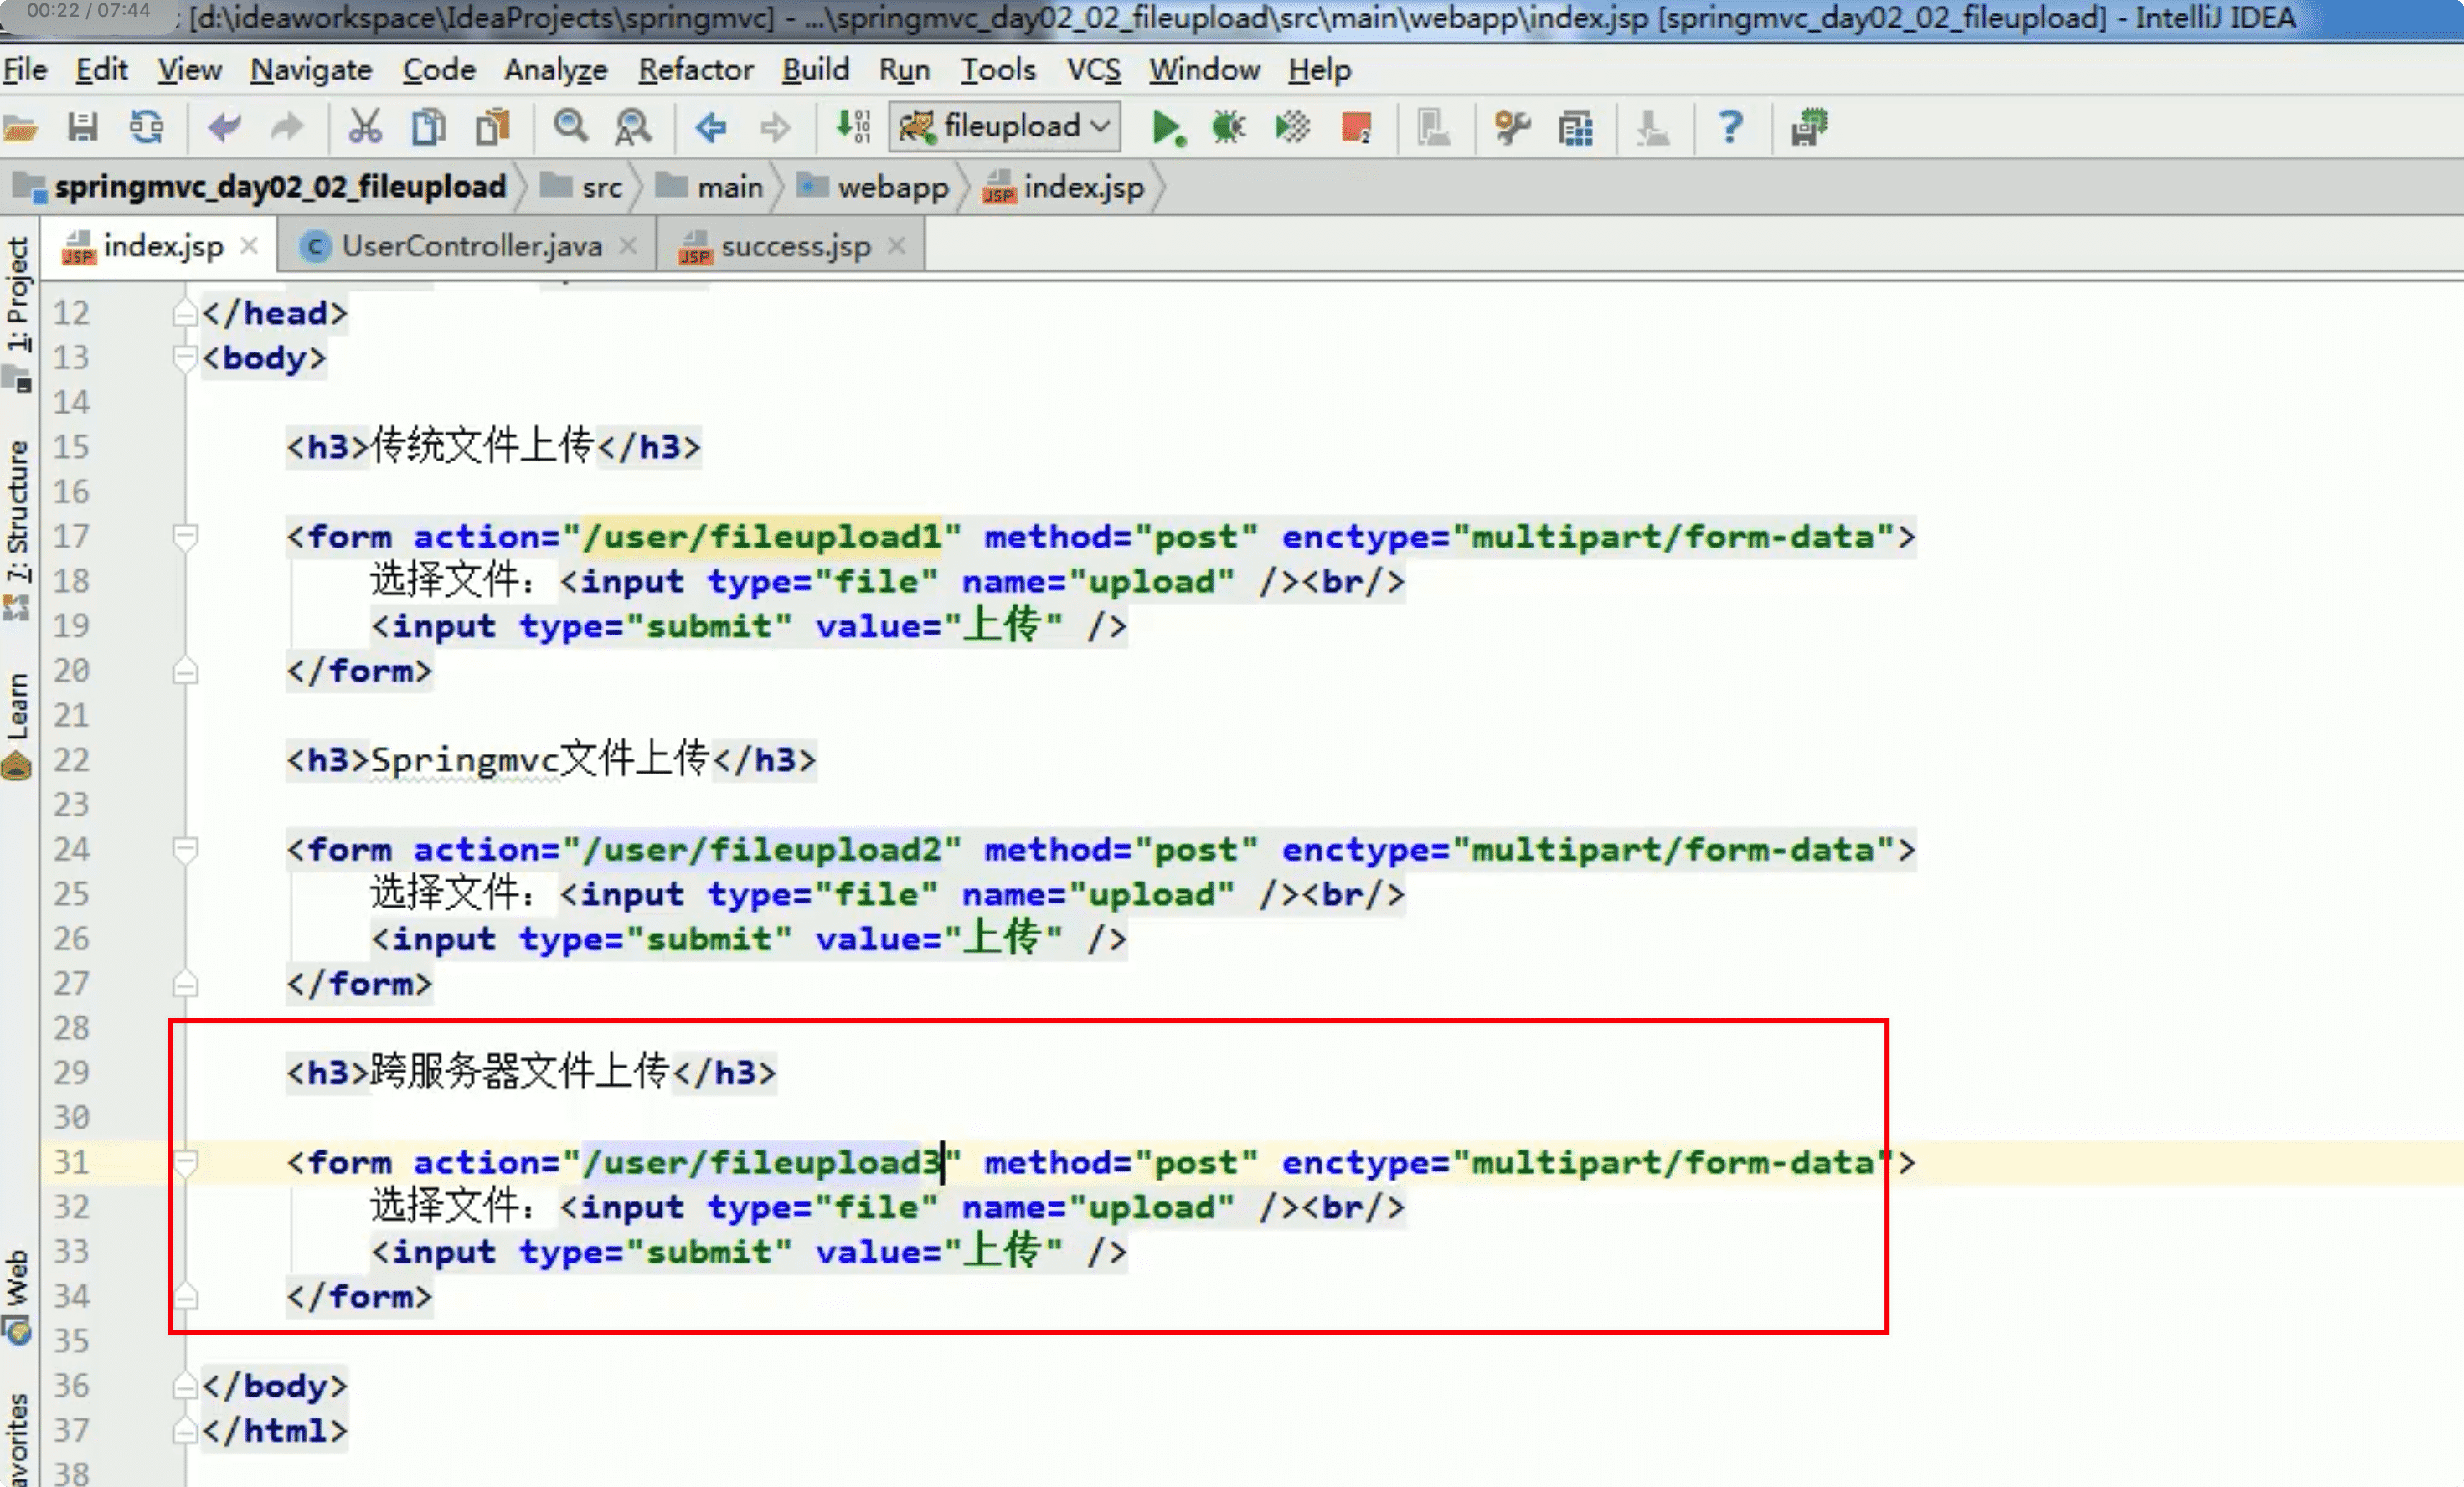 00:22 / 07:44
[d:\ideaworkspace\IdeaProjects\springmvc] - ...\springmvc_day02_02_fileupload\src\main\webapp\index.jsp [springmvc_day02_02_fileupload] - IntelliJ IDEA
File Edit View Navigate Code Analyze Refactor Build Run Tools VCS Window Help
fileupload
springmvc_day02_02_fileupload src main webapp index.jsp
index.jsp UserController.java success.jsp
1: Project
7: Structure
Learn
Web
avorites
12 </head>
13 <body>
14
15 <h3>传统文件上传</h3>
16
17 <form action="/user/fileupload1" method="post" enctype="multipart/form-data">
18 选择文件：<input type="file" name="upload" /><br/>
19 <input type="submit" value="上传" />
20 </form>
21
22 <h3>Springmvc文件上传</h3>
23
24 <form action="/user/fileupload2" method="post" enctype="multipart/form-data">
25 选择文件：<input type="file" name="upload" /><br/>
26 <input type="submit" value="上传" />
27 </form>
28
29 <h3>跨服务器文件上传</h3>
30
31 <form action="/user/fileupload3" method="post" enctype="multipart/form-data">
32 选择文件：<input type="file" name="upload" /><br/>
33 <input type="submit" value="上传" />
34 </form>
35
36 </body>
37 </html>
38